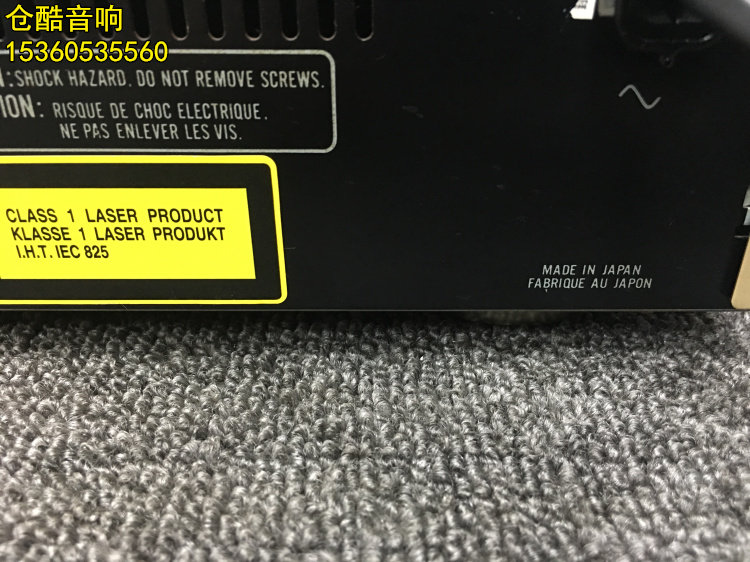 仓酷音响
15360535560
: SHOCK HAZARD. DO NOT REMOVE SCREWS.
ION: RISQUE DE CHOC ELECTRIQUE.
NE PAS ENLEVER LES VIS.
CLASS 1 LASER PRODUCT
KLASSE 1 LASER PRODUKT
I.H.T. IEC 825
MADE IN JAPAN
FABRIQUE AU JAPON